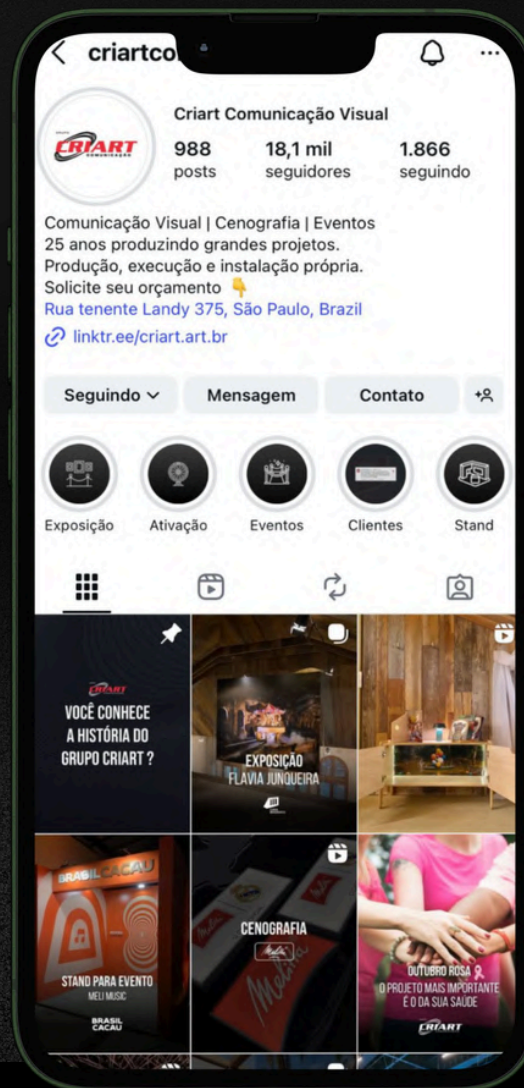 criartco
Criart Comunicação Visual
988
18,1 mil
1.866
posts
seguidores
seguindo
CRIART
COMUNICAÇÃO
Comunicação Visual | Cenografia | Eventos
25 anos produzindo grandes projetos.
Produção, execução e instalação própria.
Solicite seu orçamento 👇
Rua tenente Landy 375, São Paulo, Brazil
linktr.ee/criart.art.br
Seguindo
Mensagem
Contato
Exposição
Ativação
Eventos
Clientes
Stand
CRIART
VOCÊ CONHECE
A HISTÓRIA DO
GRUPO CRIART ?
EXPOSIÇÃO
FLAVIA JUNQUEIRA
BRASIL CACAU
STAND PARA EVENTO
MELI MUSIC
BRASIL
CACAU
CENOGRAFIA
Melitta
Melitta
Melitta
OUTUBRO ROSA
O PROJETO MAIS IMPORTANTE
É O DA SUA SAÚDE
CRIART